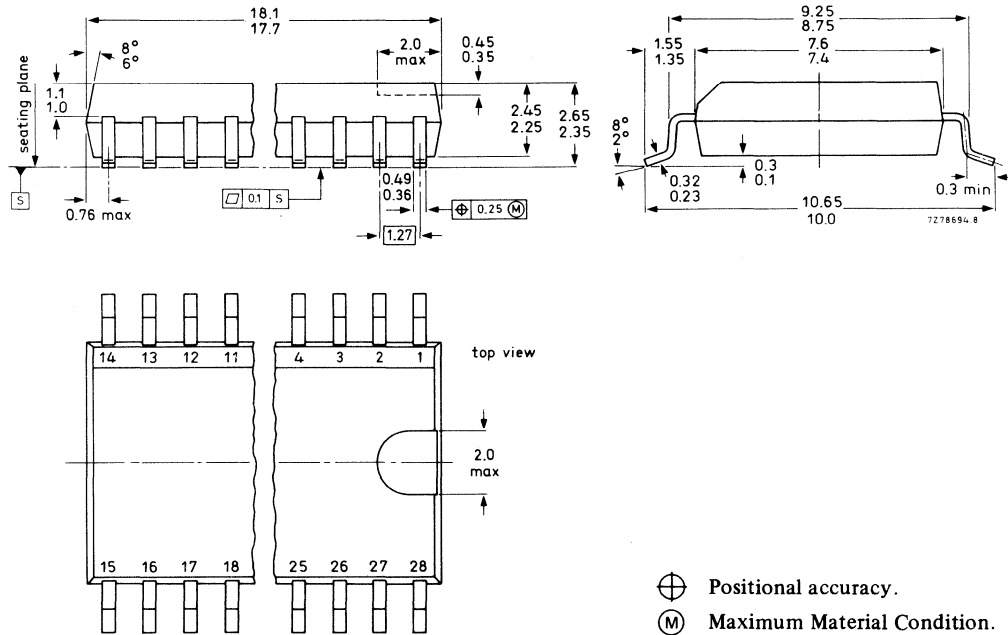 18.1
17.7
8°
6°
2.0
max
0.45
0.35
seating plane
1.1
1.0
2.45
2.25
2.65
2.35
S
0.1 S
0.49
0.36
0.25 M
0.76 max
1.27
9.25
8.75
1.55
1.35
7.6
7.4
8°
2°
0.32
0.23
0.3
0.1
0.3 min
10.65
10.0
7Z78694.8
14 13 12 11 4 3 2 1
top view
2.0
max
15 16 17 18 25 26 27 28
Positional accuracy.
M Maximum Material Condition.